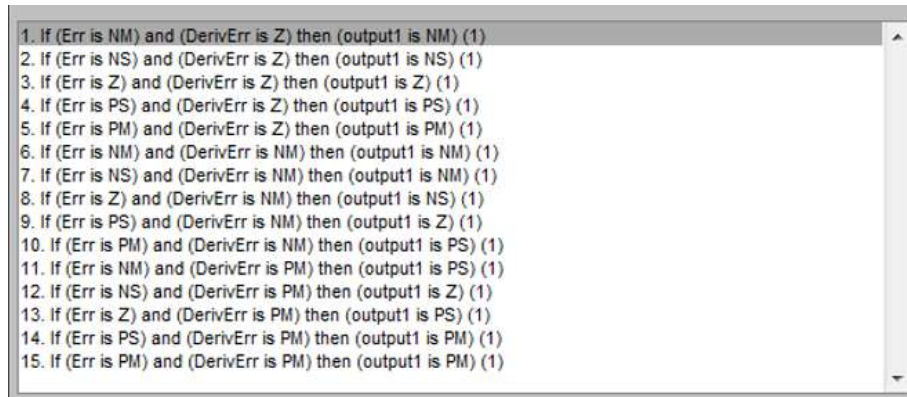 1. If (Err is NM) and (DerivErr is Z) then (output1 is NM) (1)
2. If (Err is NS) and (DerivErr is Z) then (output1 is NS) (1)
3. If (Err is Z) and (DerivErr is Z) then (output1 is Z) (1)
4. If (Err is PS) and (DerivErr is Z) then (output1 is PS) (1)
5. If (Err is PM) and (DerivErr is Z) then (output1 is PM) (1)
6. If (Err is NM) and (DerivErr is NM) then (output1 is NM) (1)
7. If (Err is NS) and (DerivErr is NM) then (output1 is NM) (1)
8. If (Err is Z) and (DerivErr is NM) then (output1 is NS) (1)
9. If (Err is PS) and (DerivErr is NM) then (output1 is Z) (1)
10. If (Err is PM) and (DerivErr is NM) then (output1 is PS) (1)
11. If (Err is NM) and (DerivErr is PM) then (output1 is PS) (1)
12. If (Err is NS) and (DerivErr is PM) then (output1 is Z) (1)
13. If (Err is Z) and (DerivErr is PM) then (output1 is PS) (1)
14. If (Err is PS) and (DerivErr is PM) then (output1 is PM) (1)
15. If (Err is PM) and (DerivErr is PM) then (output1 is PM) (1)